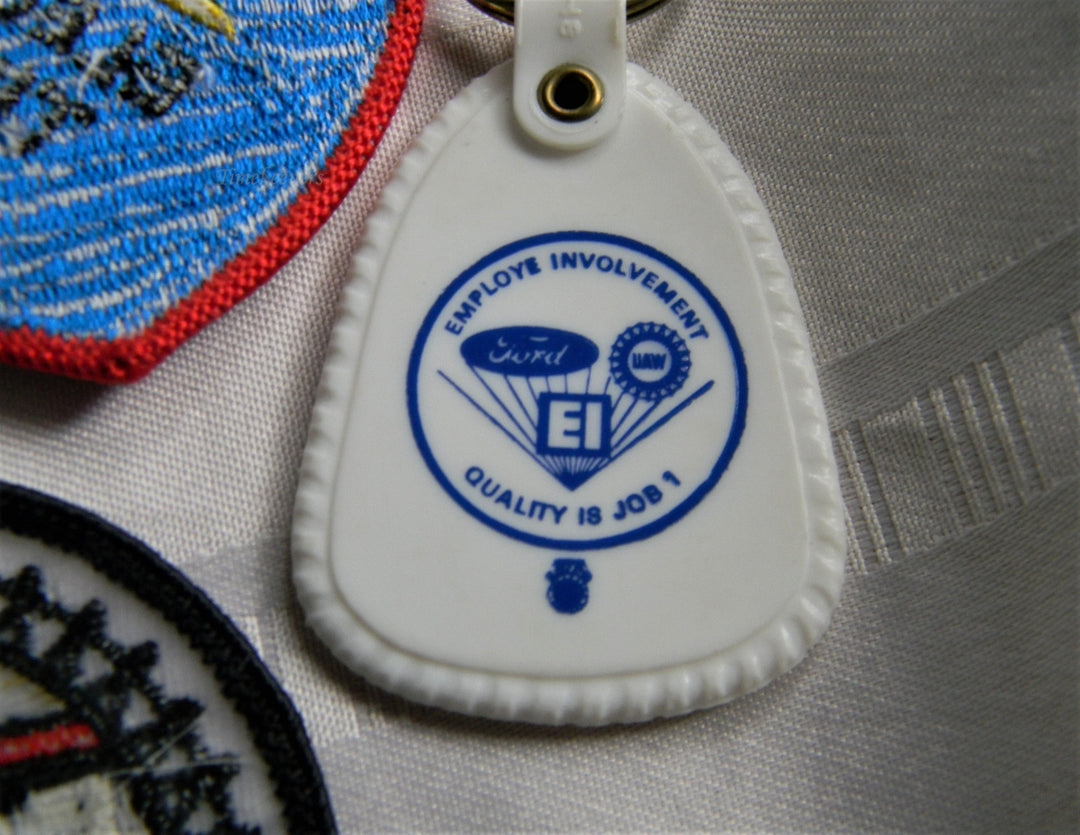 EMPLOYE INVOLVEMENT
Ford
UAW
EI
QUALITY IS JOB 1